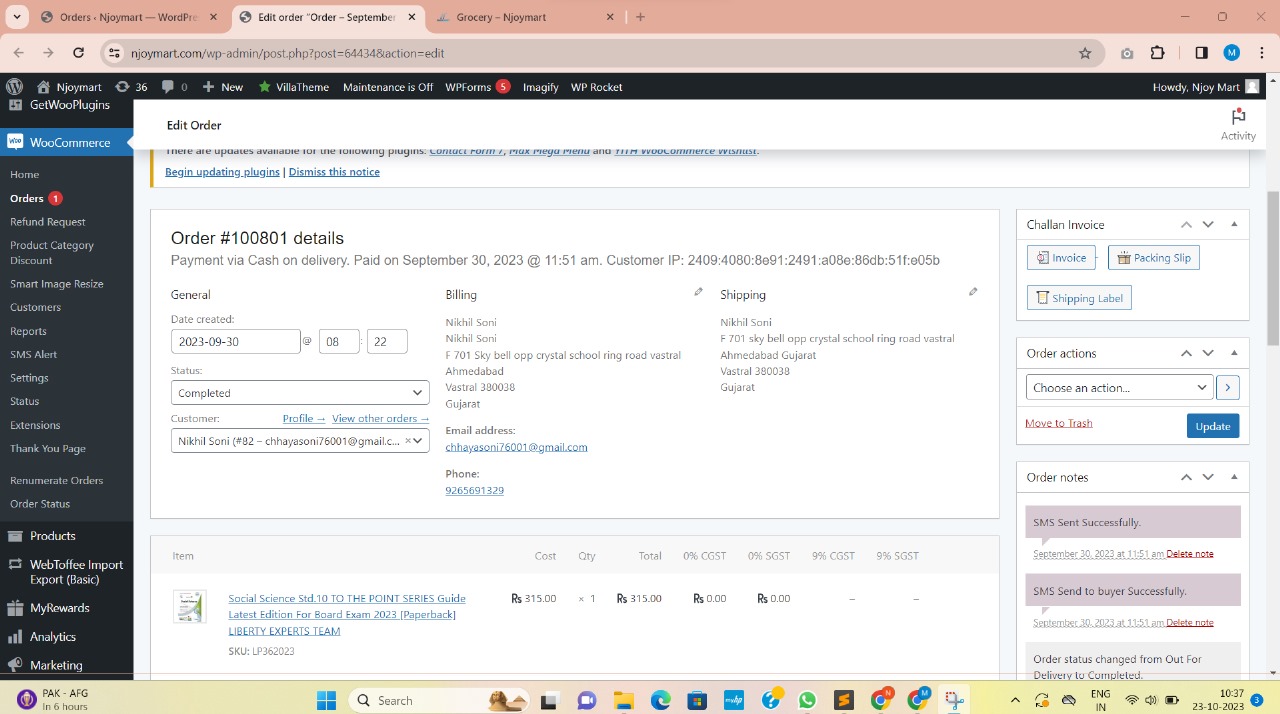 Orders - Njoymart — WordPre
Edit order "Order – September
Grocery – Njoymart
njoymart.com/wp-admin/post.php?post=64434&action=edit
M
Njoymart
36
0
New
VillaTheme
Maintenance is Off
WPForms 5
Imagify
WP Rocket
Howdy, Njoy Mart
GetWooPlugins
WooCommerce
Home
Orders 1
Refund Request
Product Category
Discount
Smart Image Resize
Customers
Reports
SMS Alert
Settings
Status
Extensions
Thank You Page
Renumerate Orders
Order Status
Products
WebToffee Import
Export (Basic)
MyRewards
Analytics
Marketing
Edit Order
Activity
There are updates available for the following plugins: Contact Form 7, Max Mega Menu and YITH WooCommerce Wishlist.
Begin updating plugins | Dismiss this notice
Order #100801 details
Payment via Cash on delivery. Paid on September 30, 2023 @ 11:51 am. Customer IP: 2409:4080:8e91:2491:a08e:86db:51f:e05b
General
Date created:
2023-09-30 @ 08 : 22
Status:
Completed
Customer: Profile → View other orders →
Nikhil Soni (#82 – chhayasoni76001@gmail.c... ×
Billing
Nikhil Soni
Nikhil Soni
F 701 Sky bell opp crystal school ring road vastral
Ahmedabad
Vastral 380038
Gujarat
Email address:
chhayasoni76001@gmail.com
Phone:
9265691329
Shipping
Nikhil Soni
F 701 sky bell opp crystal school ring road vastral
Ahmedabad Gujarat
Vastral 380038
Gujarat
Item Cost Qty Total 0% CGST 0% SGST 9% CGST 9% SGST
Social Science Std.10 TO THE POINT SERIES Guide
Latest Edition For Board Exam 2023 [Paperback]
LIBERTY EXPERTS TEAM
SKU: LP362023
Rs 315.00 × 1 Rs 315.00 Rs 0.00 Rs 0.00 – –
Challan Invoice
Invoice
Packing Slip
Shipping Label
Order actions
Choose an action...
Move to Trash
Update
Order notes
SMS Sent Successfully.
September 30, 2023 at 11:51 am Delete note
SMS Send to buyer Successfully.
September 30, 2023 at 11:51 am Delete note
Order status changed from Out For
Delivery to Completed.
PAK - AFG
In 6 hours
Search
ENG
IN
10:37
23-10-2023
3